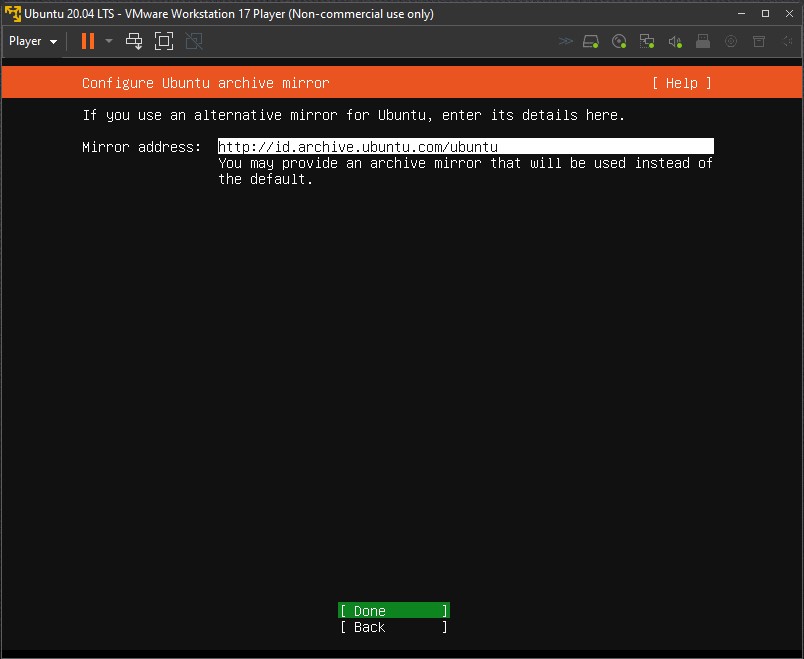 Ubuntu 20.04 LTS - VMware Workstation 17 Player (Non-commercial use only)
Player
Configure Ubuntu archive mirror [ Help ]
If you use an alternative mirror for Ubuntu, enter its details here.
Mirror address: http://id.archive.ubuntu.com/ubuntu
You may provide an archive mirror that will be used instead of
the default.
[ Done ]
[ Back ]